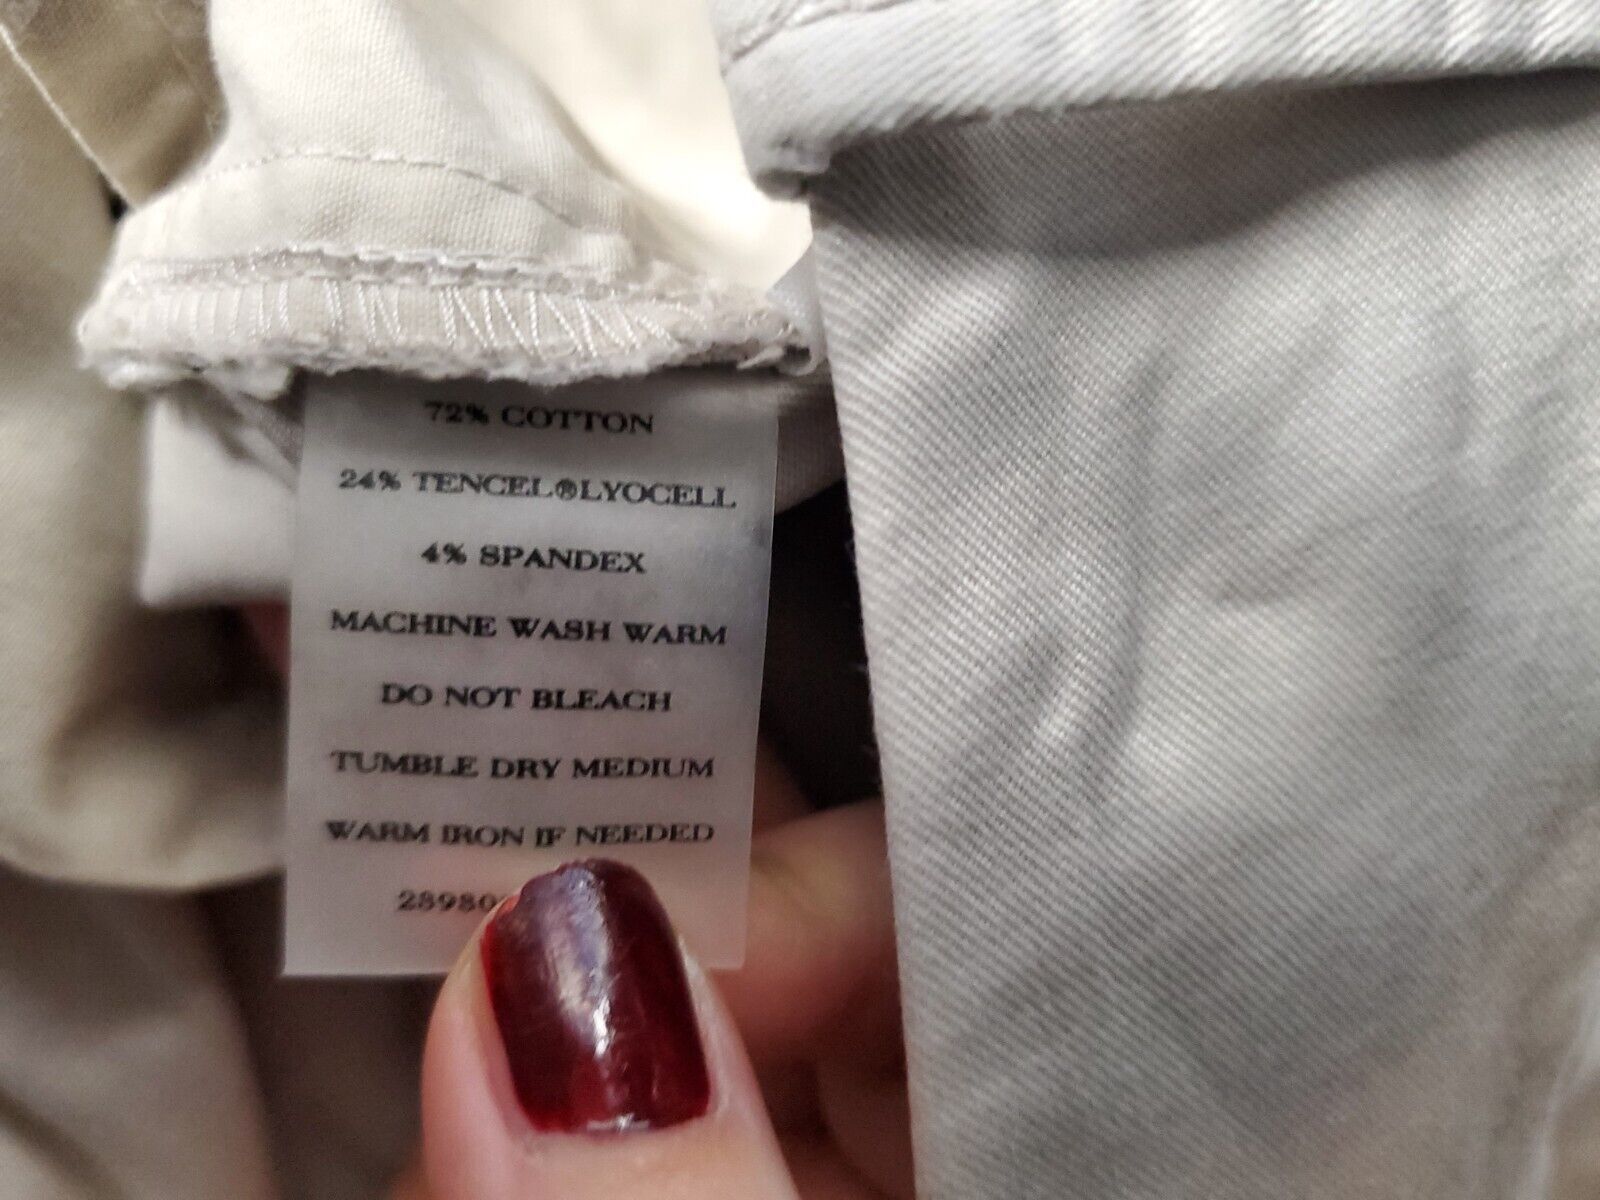 72% COTTON
24% TENCEL®LYOCELL
4% SPANDEX
MACHINE WASH WARM
DO NOT BLEACH
TUMBLE DRY MEDIUM
WARM IRON IF NEEDED
28980